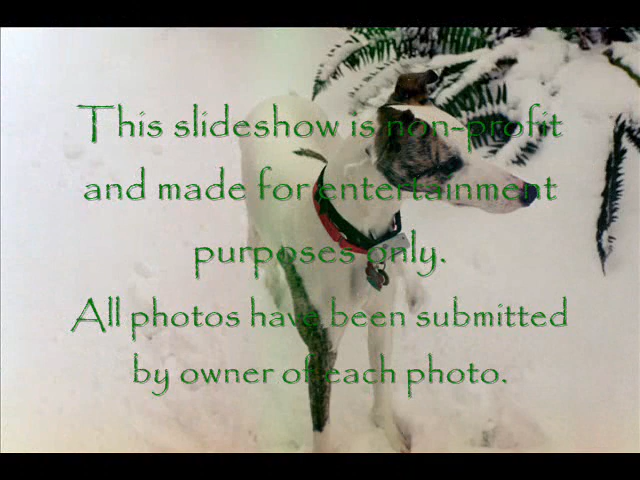 This slideshow is non-profit
and made for entertainment
purposes only.
All photos have been submitted
by owner of each photo.